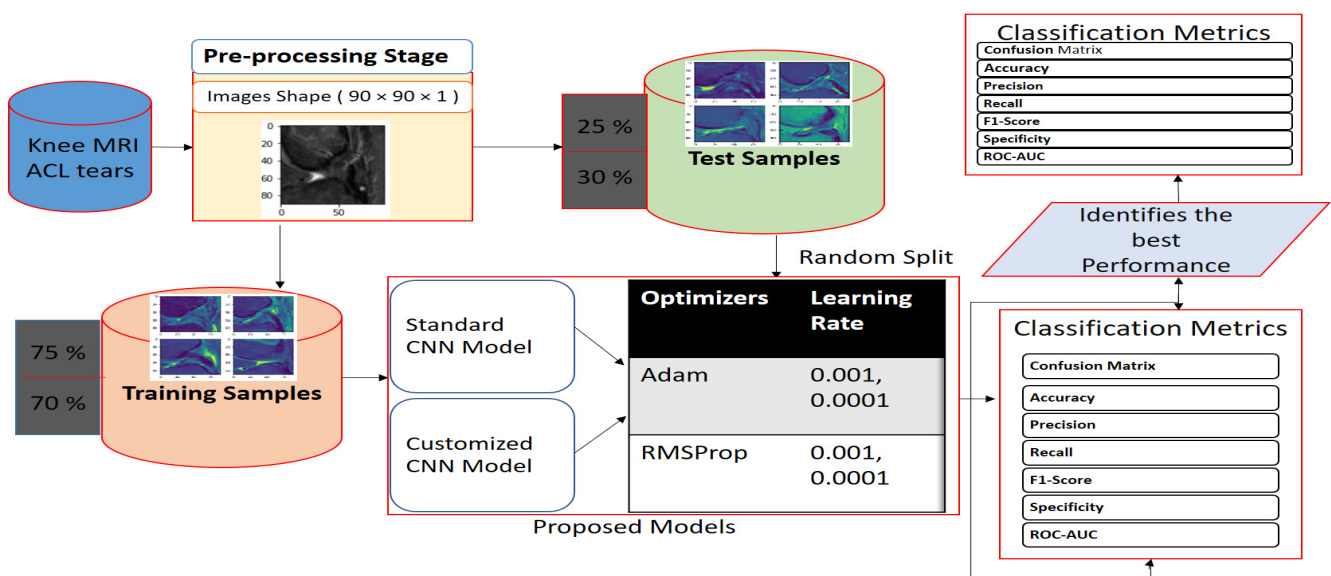 Knee MRI
ACL tears
Pre-processing Stage
Images Shape ( 90 × 90 × 1 )
0
20
40
60
80
0
50
25 %
30 %
Test Samples
75 %
70 %
Training Samples
Random Split
Standard
CNN Model
Customized
CNN Model
Optimizers
Learning
Rate
Adam
0.001,
0.0001
RMSProp
0.001,
0.0001
Proposed Models
Classification Metrics
Confusion Matrix
Accuracy
Precision
Recall
F1-Score
Specificity
ROC-AUC
Identifies the
best
Performance
Classification Metrics
Confusion Matrix
Accuracy
Precision
Recall
F1-Score
Specificity
ROC-AUC